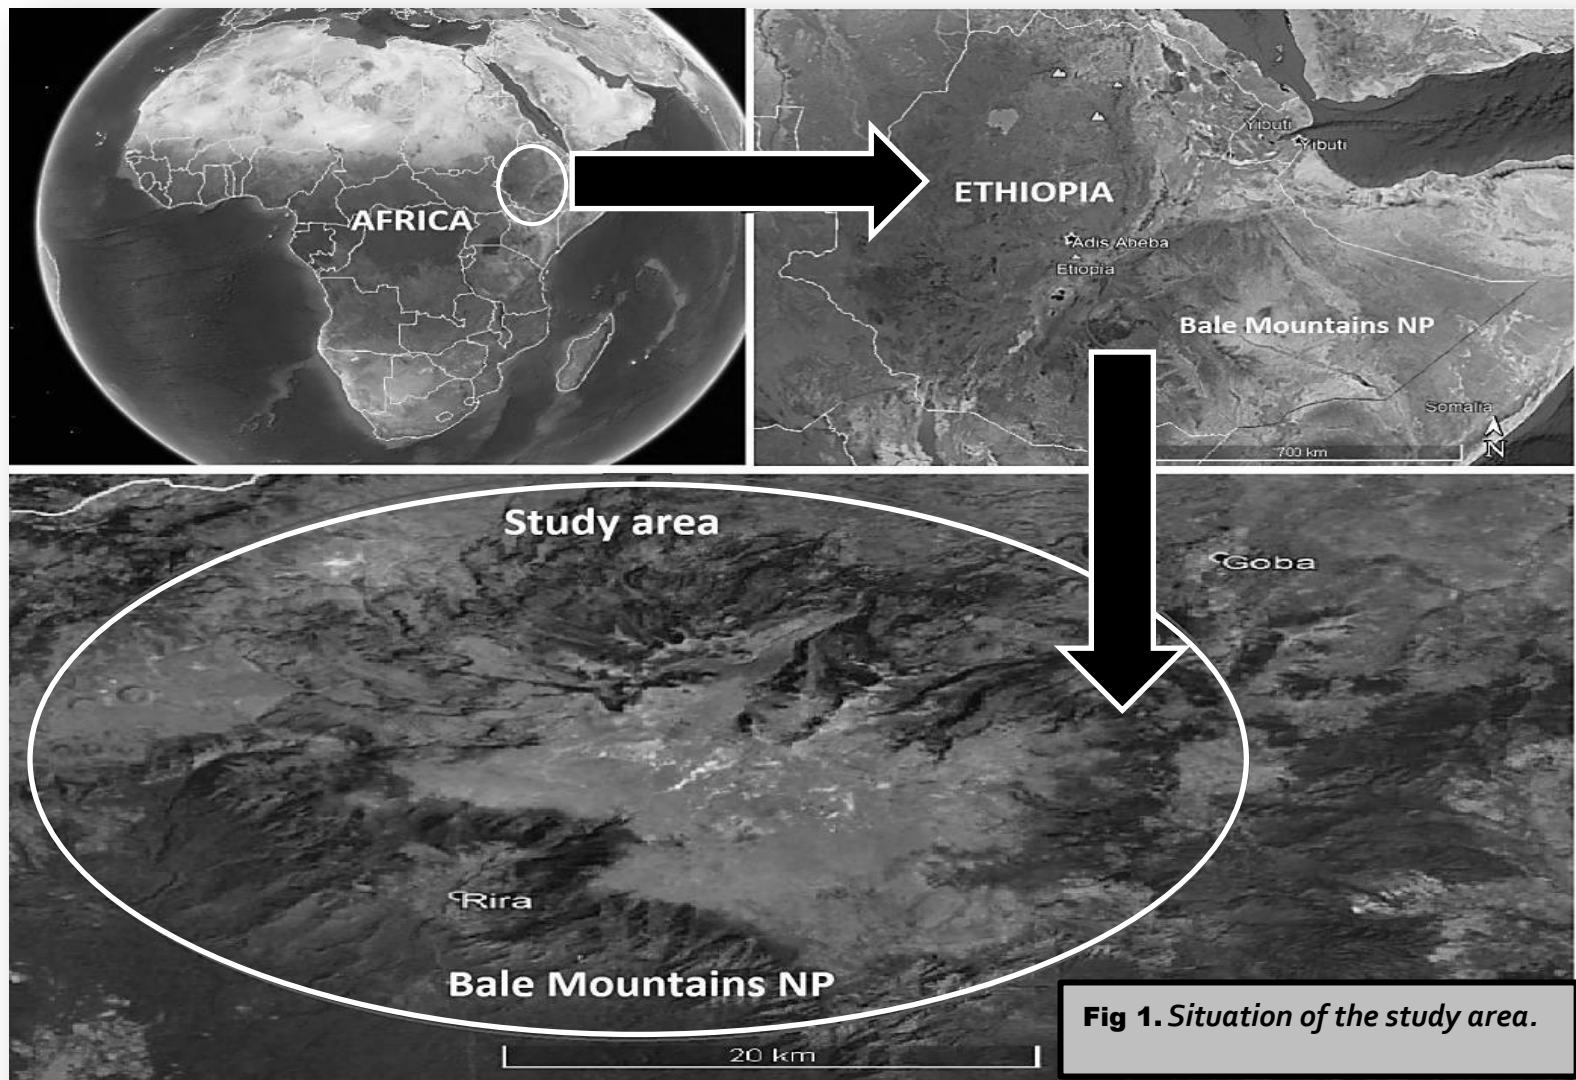 AFRICA
Yibuti
Yibuti
ETHIOPIA
Adis Abeba
Etiopia
Bale Mountains NP
Somalia
N
700 km
Study area
Goba
Rira
Bale Mountains NP
20 km
Fig 1. Situation of the study area.